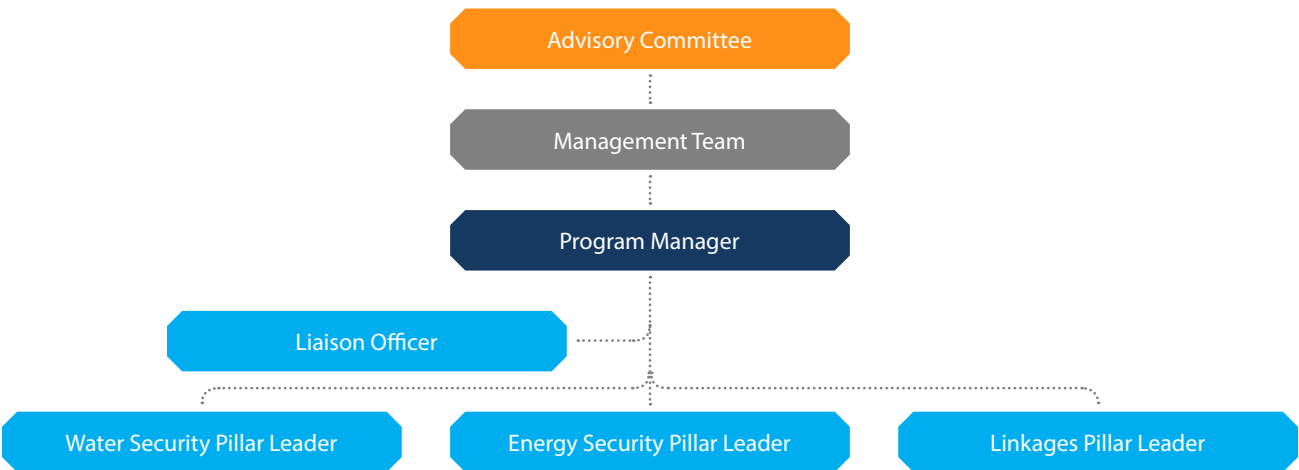 Advisory Committee
Management Team
Program Manager
Liaison Officer
Water Security Pillar Leader
Energy Security Pillar Leader
Linkages Pillar Leader